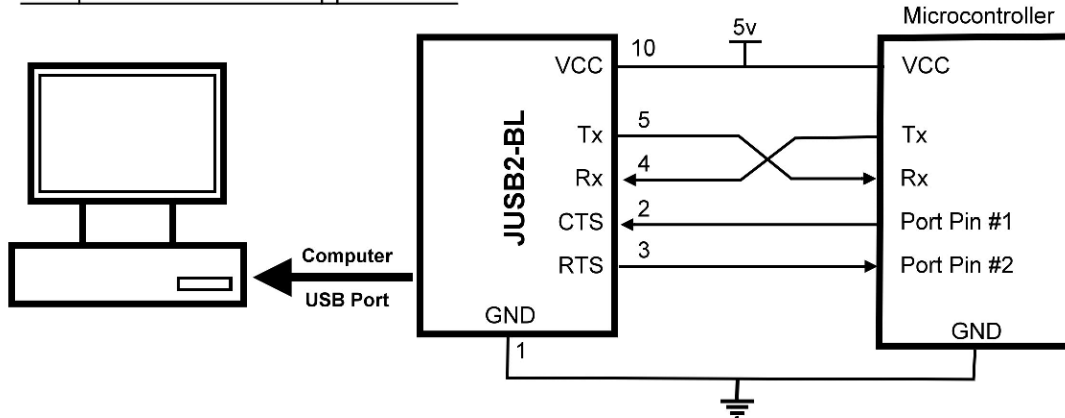 Microcontroller
5v
10
VCC
VCC
JUSB2-BL
Tx
5
Tx
Rx
4
Rx
CTS
2
Port Pin #1
RTS
3
Port Pin #2
Computer
USB Port
GND
1
GND